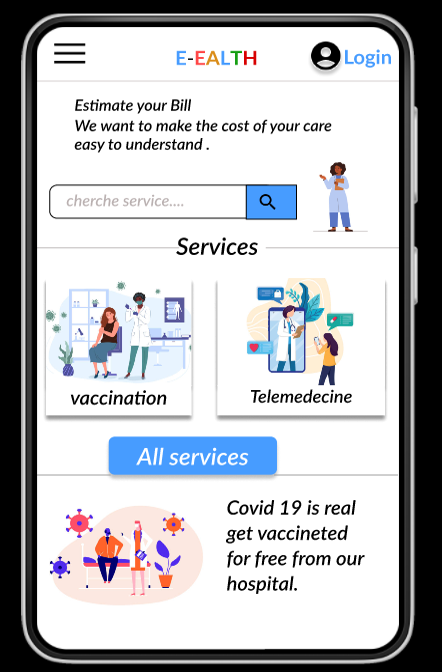 E-EALTH
Login
Estimate your Bill
We want to make the cost of your care
easy to understand .
cherche service....
Services
vaccination
Telemedecine
All services
Covid 19 is real
get vaccineted
for free from our
hospital.